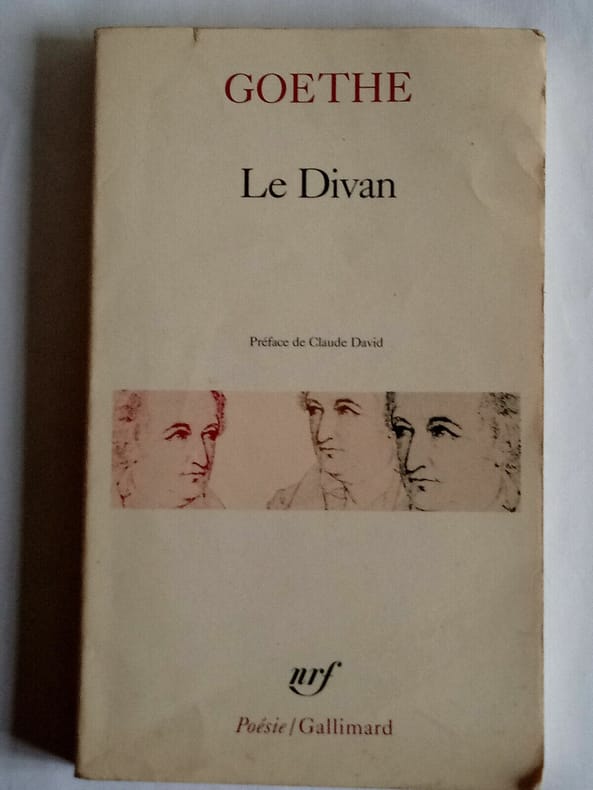 GOETHE
Le Divan
Préface de Claude David
nrf
Poésie/Gallimard